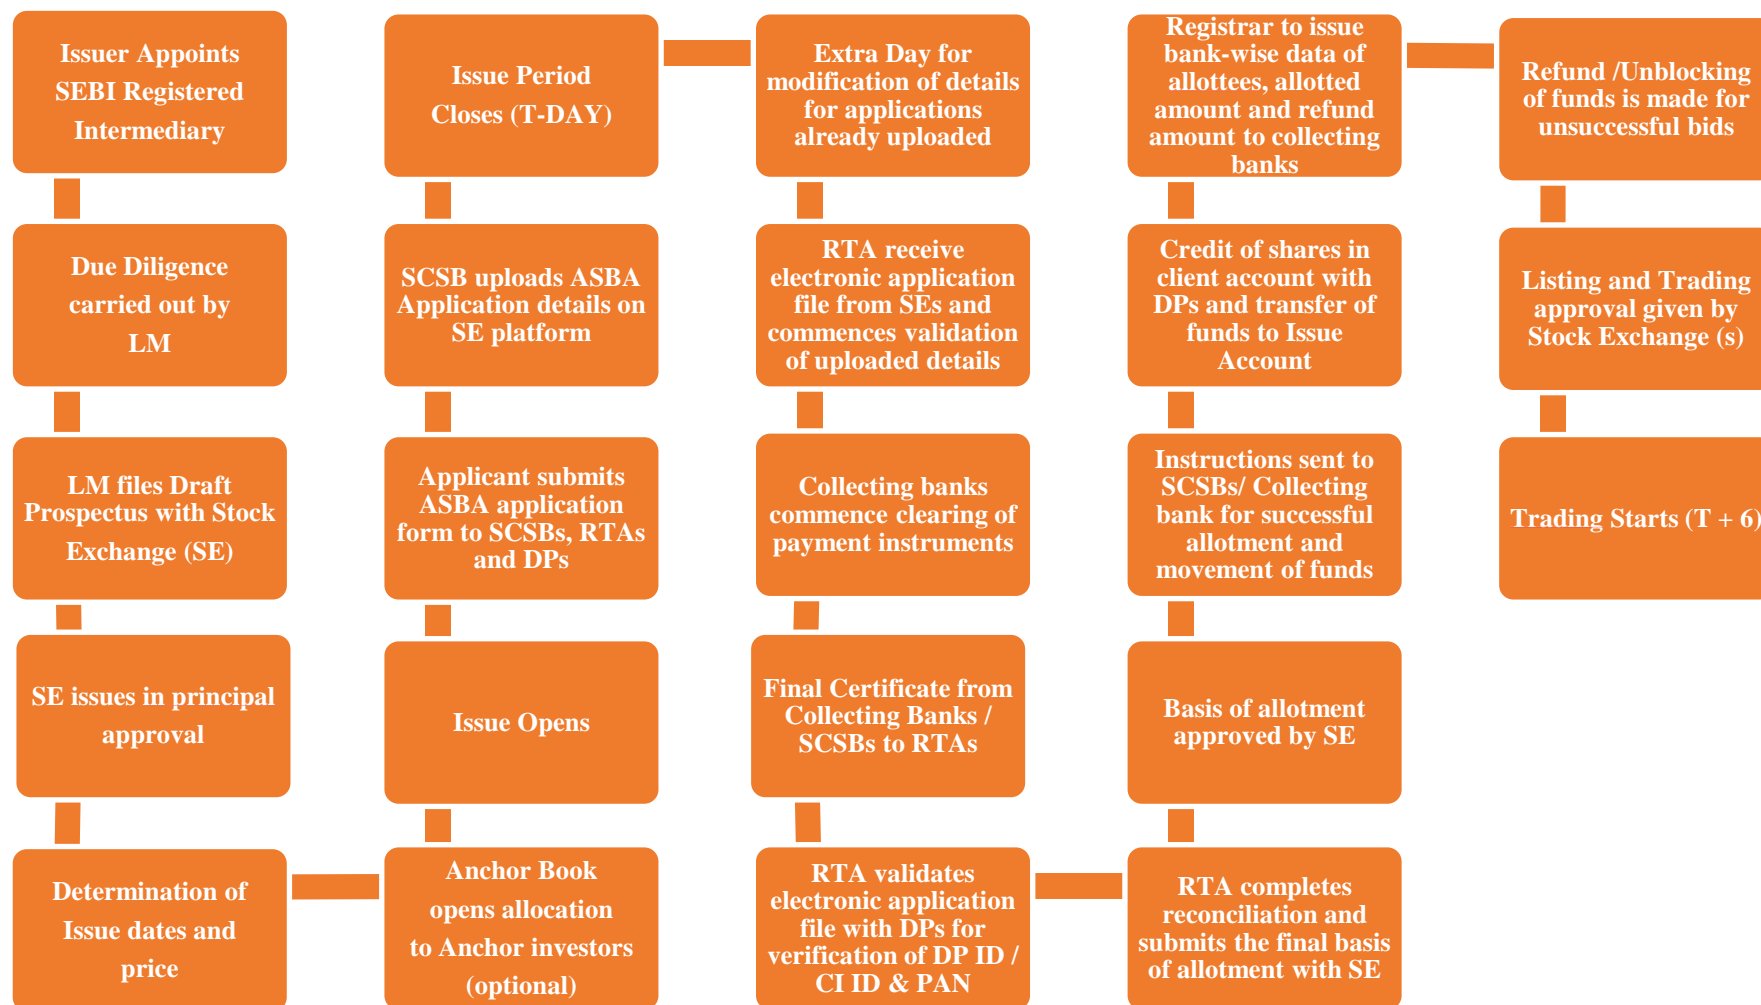 Issuer Appoints
SEBI Registered
Intermediary
Due Diligence
carried out by
LM
LM files Draft
Prospectus with Stock
Exchange (SE)
SE issues in principal
approval
Determination of
Issue dates and
price
Anchor Book
opens allocation
to Anchor investors
(optional)
Issue Opens
Applicant submits
ASBA application
form to SCSBs, RTAs
and DPs
SCSB uploads ASBA
Application details on
SE platform
Issue Period
Closes (T-DAY)
Extra Day for
modification of details
for applications
already uploaded
RTA receive
electronic application
file from SEs and
commences validation
of uploaded details
Collecting banks
commence clearing of
payment instruments
Final Certificate from
Collecting Banks /
SCSBs to RTAs
RTA validates
electronic application
file with DPs for
verification of DP ID /
CI ID & PAN
RTA completes
reconciliation and
submits the final basis
of allotment with SE
Basis of allotment
approved by SE
Instructions sent to
SCSBs/ Collecting
bank for successful
allotment and
movement of funds
Credit of shares in
client account with
DPs and transfer of
funds to Issue
Account
Registrar to issue
bank-wise data of
allottees, allotted
amount and refund
amount to collecting
banks
Refund /Unblocking
of funds is made for
unsuccessful bids
Listing and Trading
approval given by
Stock Exchange (s)
Trading Starts (T + 6)